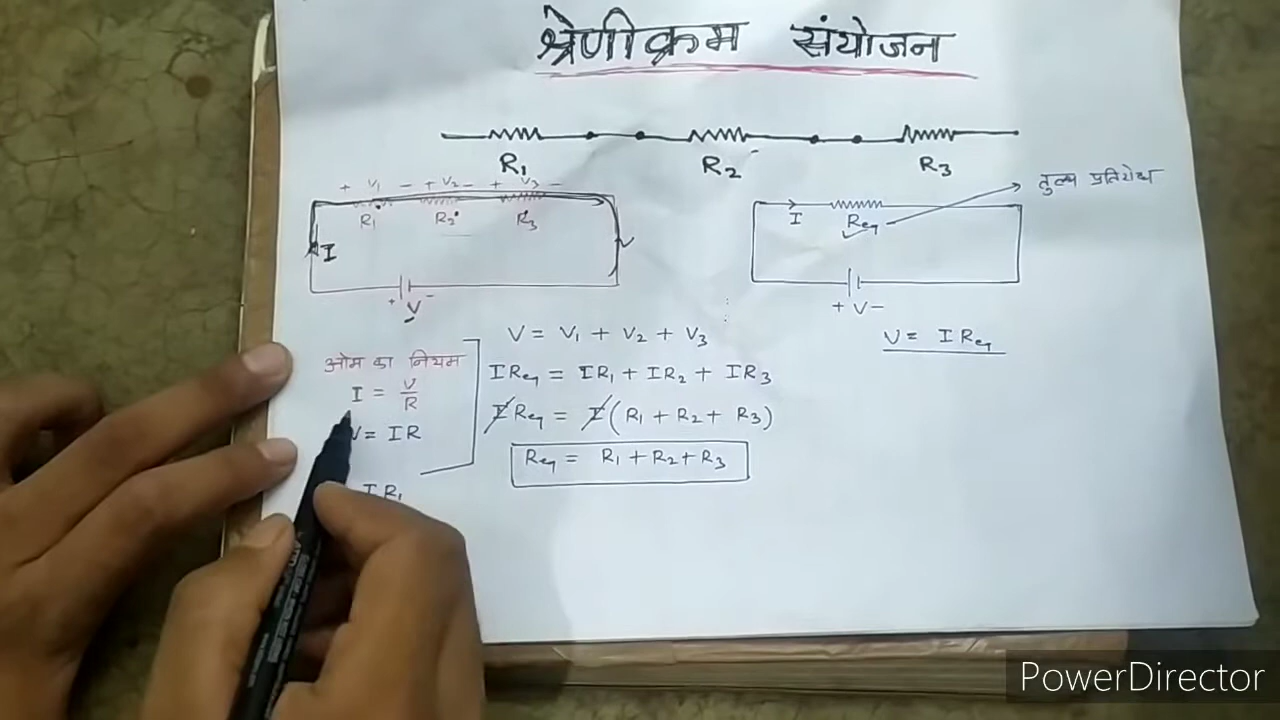 श्रेणीक्रम संयोजन
R1 R2 R3
+ V1 - + V2 - + V3 -
R1 R2 R3
I
+ V -
I Req
तुल्य प्रतिरोध
+ V -
V = IReq
V = V1 + V2 + V3
IReq = IR1 + IR2 + IR3
IReq = I(R1 + R2 + R3)
Req = R1 + R2 + R3
ओम का नियम
I = V/R
V = IR
IR1
PowerDirector